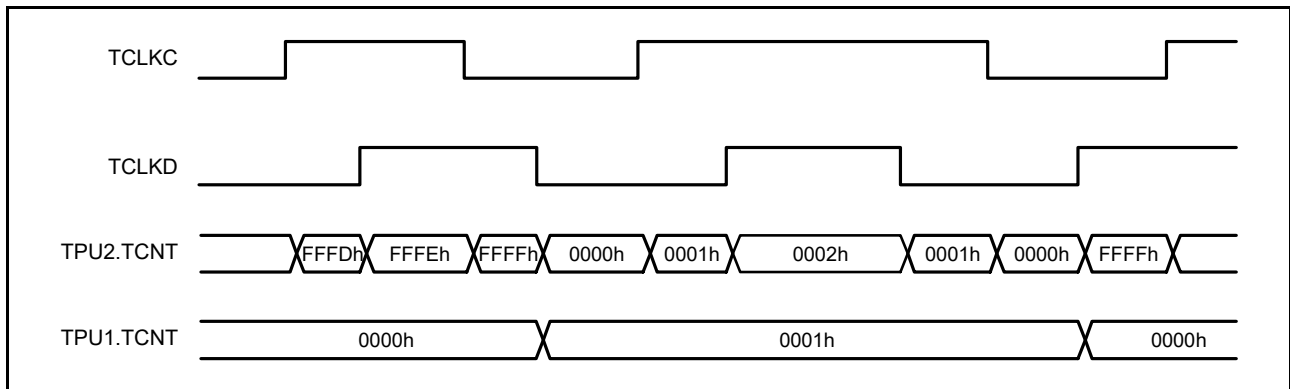 TCLKC
TCLKD
TPU2.TCNT FFFDh FFFEh FFFFh 0000h 0001h 0002h 0001h 0000h FFFFh
TPU1.TCNT 0000h 0001h 0000h